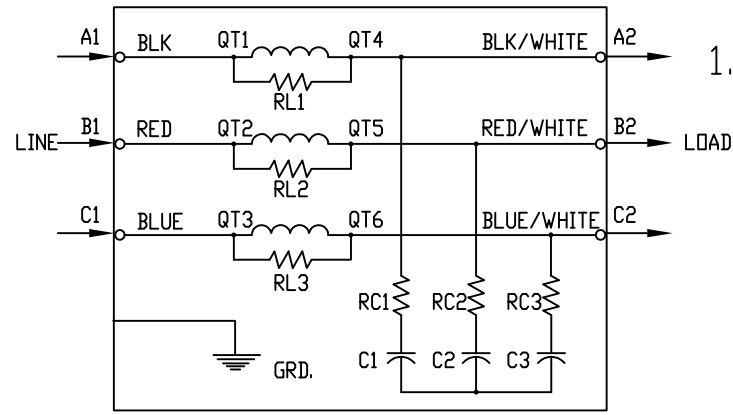 A1 BLK QT1 QT4 BLK/WHITE A2
1.
RL1
B1 RED QT2 QT5 RED/WHITE B2
LINE LOAD
RL2
C1 BLUE QT3 QT6 BLUE/WHITE C2
RL3
RC1 RC2 RC3
C1 C2 C3
GRD.